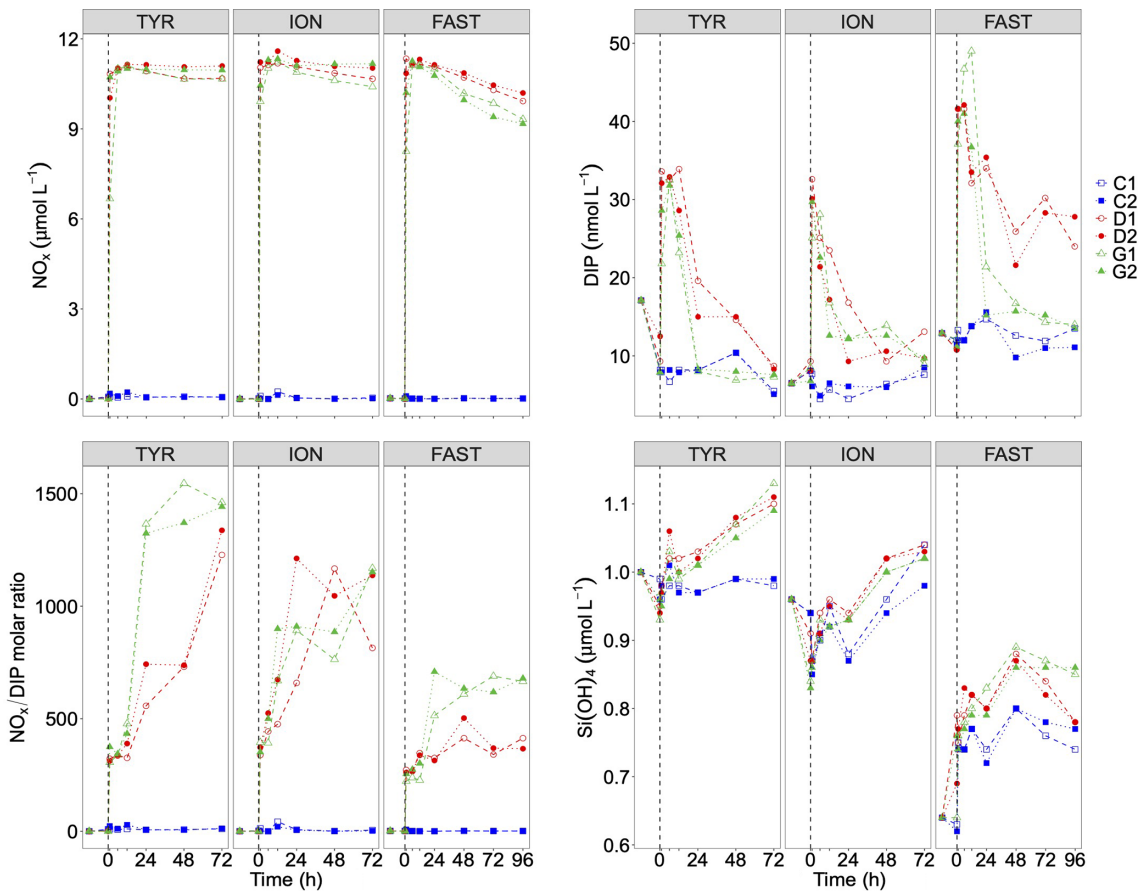 TYR ION FAST
NOx (µmol L−1)
12
9
6
3
0
TYR ION FAST
DIP (nmol L−1)
50
40
30
20
10
C1
C2
D1
D2
G1
G2
TYR ION FAST
NOx/DIP molar ratio
1500
1000
500
0
0 24 48 72 0 24 48 72 0 24 48 72 96
Time (h)
TYR ION FAST
Si(OH)4 (µmol L−1)
1.1
1.0
0.9
0.8
0.7
0.6
0 24 48 72 0 24 48 72 0 24 48 72 96
Time (h)